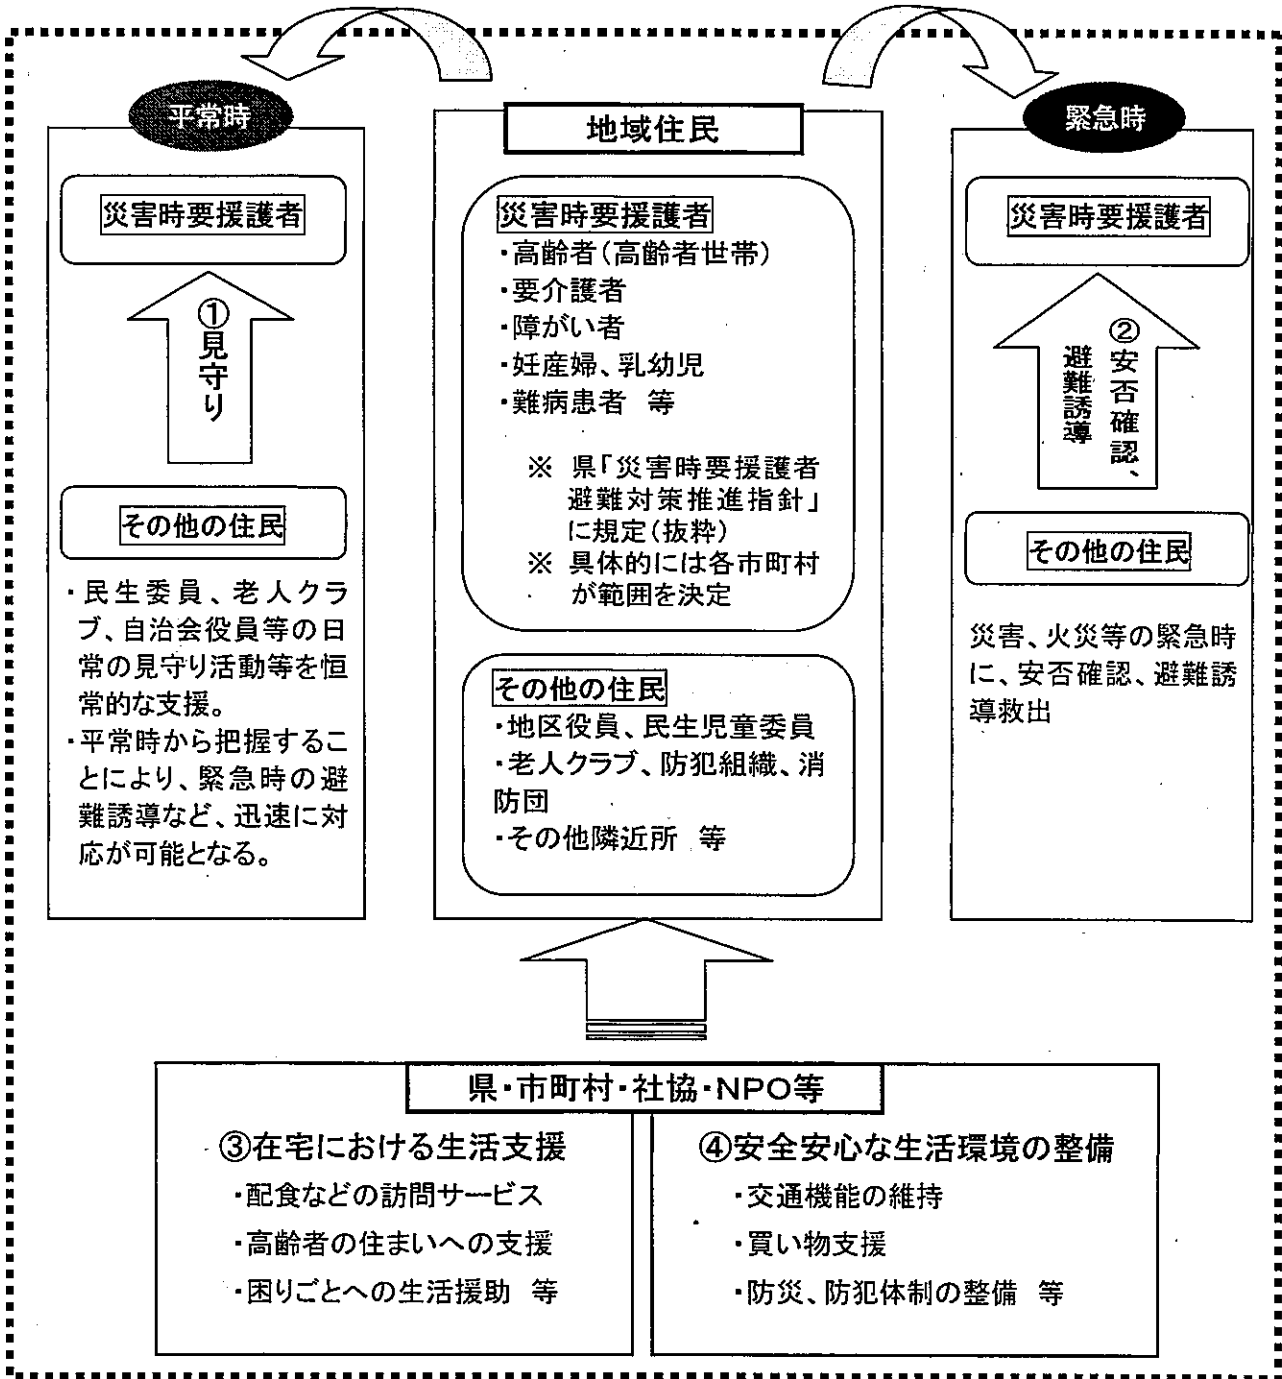 平常時
災害時要援護者
①見守り
その他の住民
・民生委員、老人クラ
ブ、自治会役員等の日
常の見守り活動等を恒
常的な支援。
・平常時から把握するこ
とにより、緊急時の避
難誘導など、迅速に対
応が可能となる。
地域住民
災害時要援護者
・高齢者(高齢者世帯)
・要介護者
・障がい者
・妊産婦、乳幼児
・難病患者 等
※ 県「災害時要援護者
避難対策推進指針」
に規定(抜粋)
※ 具体的には各市町村
が範囲を決定
その他の住民
・地区役員、民生児童委員
・老人クラブ、防犯組織、消
防団
・その他隣近所 等
緊急時
災害時要援護者
②安否確認、
避難誘導
その他の住民
災害、火災等の緊急時
に、安否確認、避難誘
導救出
県・市町村・社協・NPO等
③在宅における生活支援
・配食などの訪問サービス
・高齢者の住まいへの支援
・困りごとへの生活援助 等
④安全安心な生活環境の整備
・交通機能の維持
・買い物支援
・防災、防犯体制の整備 等